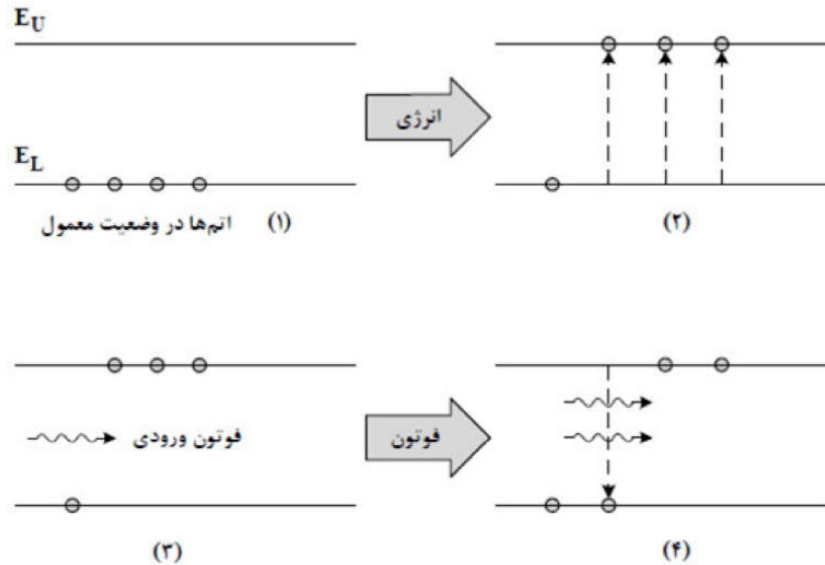 E_U
انرژی
E_L
اتم‌ها در وضعیت معمول (۱)
(۲)
فوتون ورودی
فوتون
(۳)
(۴)